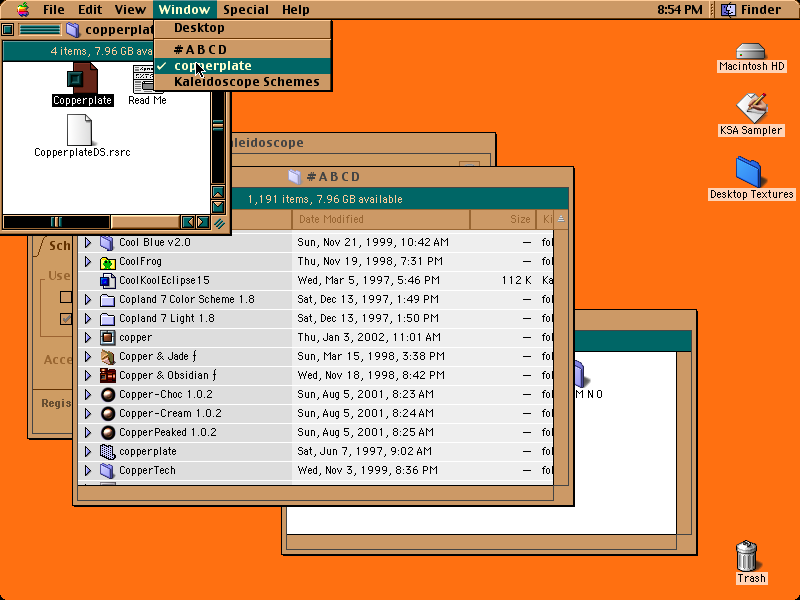 File Edit View Window Special Help 8:54 PM Finder
copperplat
4 items, 7.96 GB ava
Copperplate
Read Me
CopperplateDS.rsrc
Desktop
#ABCD
✓ copperplate
Kaleidoscope Schemes
Macintosh HD
KSA Sampler
Desktop Textures
Trash
aleidoscope
Sch
Use
Acce
Regis
#ABCD
1,191 items, 7.96 GB available
Date Modified Size Ki
Cool Blue v2.0 Sun, Nov 21, 1999, 10:42 AM — fol
CoolFrog Thu, Nov 19, 1998, 7:31 PM — fol
CoolKoolEclipse15 Wed, Mar 5, 1997, 5:46 PM 112 K Ka
Copland 7 Color Scheme 1.8 Sat, Dec 13, 1997, 1:49 PM — fol
Copland 7 Light 1.8 Sat, Dec 13, 1997, 1:50 PM — fol
copper Thu, Jan 3, 2002, 11:01 AM — fol
Copper & Jade ƒ Sun, Mar 15, 1998, 3:38 PM — fol
Copper & Obsidian ƒ Wed, Nov 18, 1998, 8:42 PM — fol
Copper-Choc 1.0.2 Sun, Aug 5, 2001, 8:23 AM — fol
Copper-Cream 1.0.2 Sun, Aug 5, 2001, 8:24 AM — fol
CopperPeaked 1.0.2 Sun, Aug 5, 2001, 8:25 AM — fol
copperplate Sat, Jun 7, 1997, 9:02 AM — fol
CopperTech Wed, Nov 3, 1999, 8:36 PM — fol
M N O